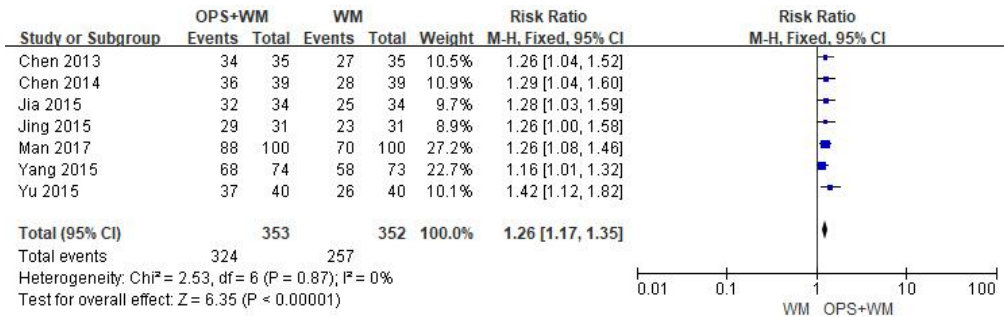 OPS+WM WM Risk Ratio Risk Ratio
Study or Subgroup Events Total Events Total Weight M-H, Fixed, 95% CI M-H, Fixed, 95% CI
Chen 2013 34 35 27 35 10.5% 1.26 [1.04, 1.52]
Chen 2014 36 39 28 39 10.9% 1.29 [1.04, 1.60]
Jia 2015 32 34 25 34 9.7% 1.28 [1.03, 1.59]
Jing 2015 29 31 23 31 8.9% 1.26 [1.00, 1.58]
Man 2017 88 100 70 100 27.2% 1.26 [1.08, 1.46]
Yang 2015 68 74 58 73 22.7% 1.16 [1.01, 1.32]
Yu 2015 37 40 26 40 10.1% 1.42 [1.12, 1.82]
Total (95% CI) 353 352 100.0% 1.26 [1.17, 1.35]
Total events 324 257
Heterogeneity: Chi² = 2.53, df = 6 (P = 0.87); I² = 0%
Test for overall effect: Z = 6.35 (P < 0.00001)
0.01 0.1 1 10 100
WM OPS+WM